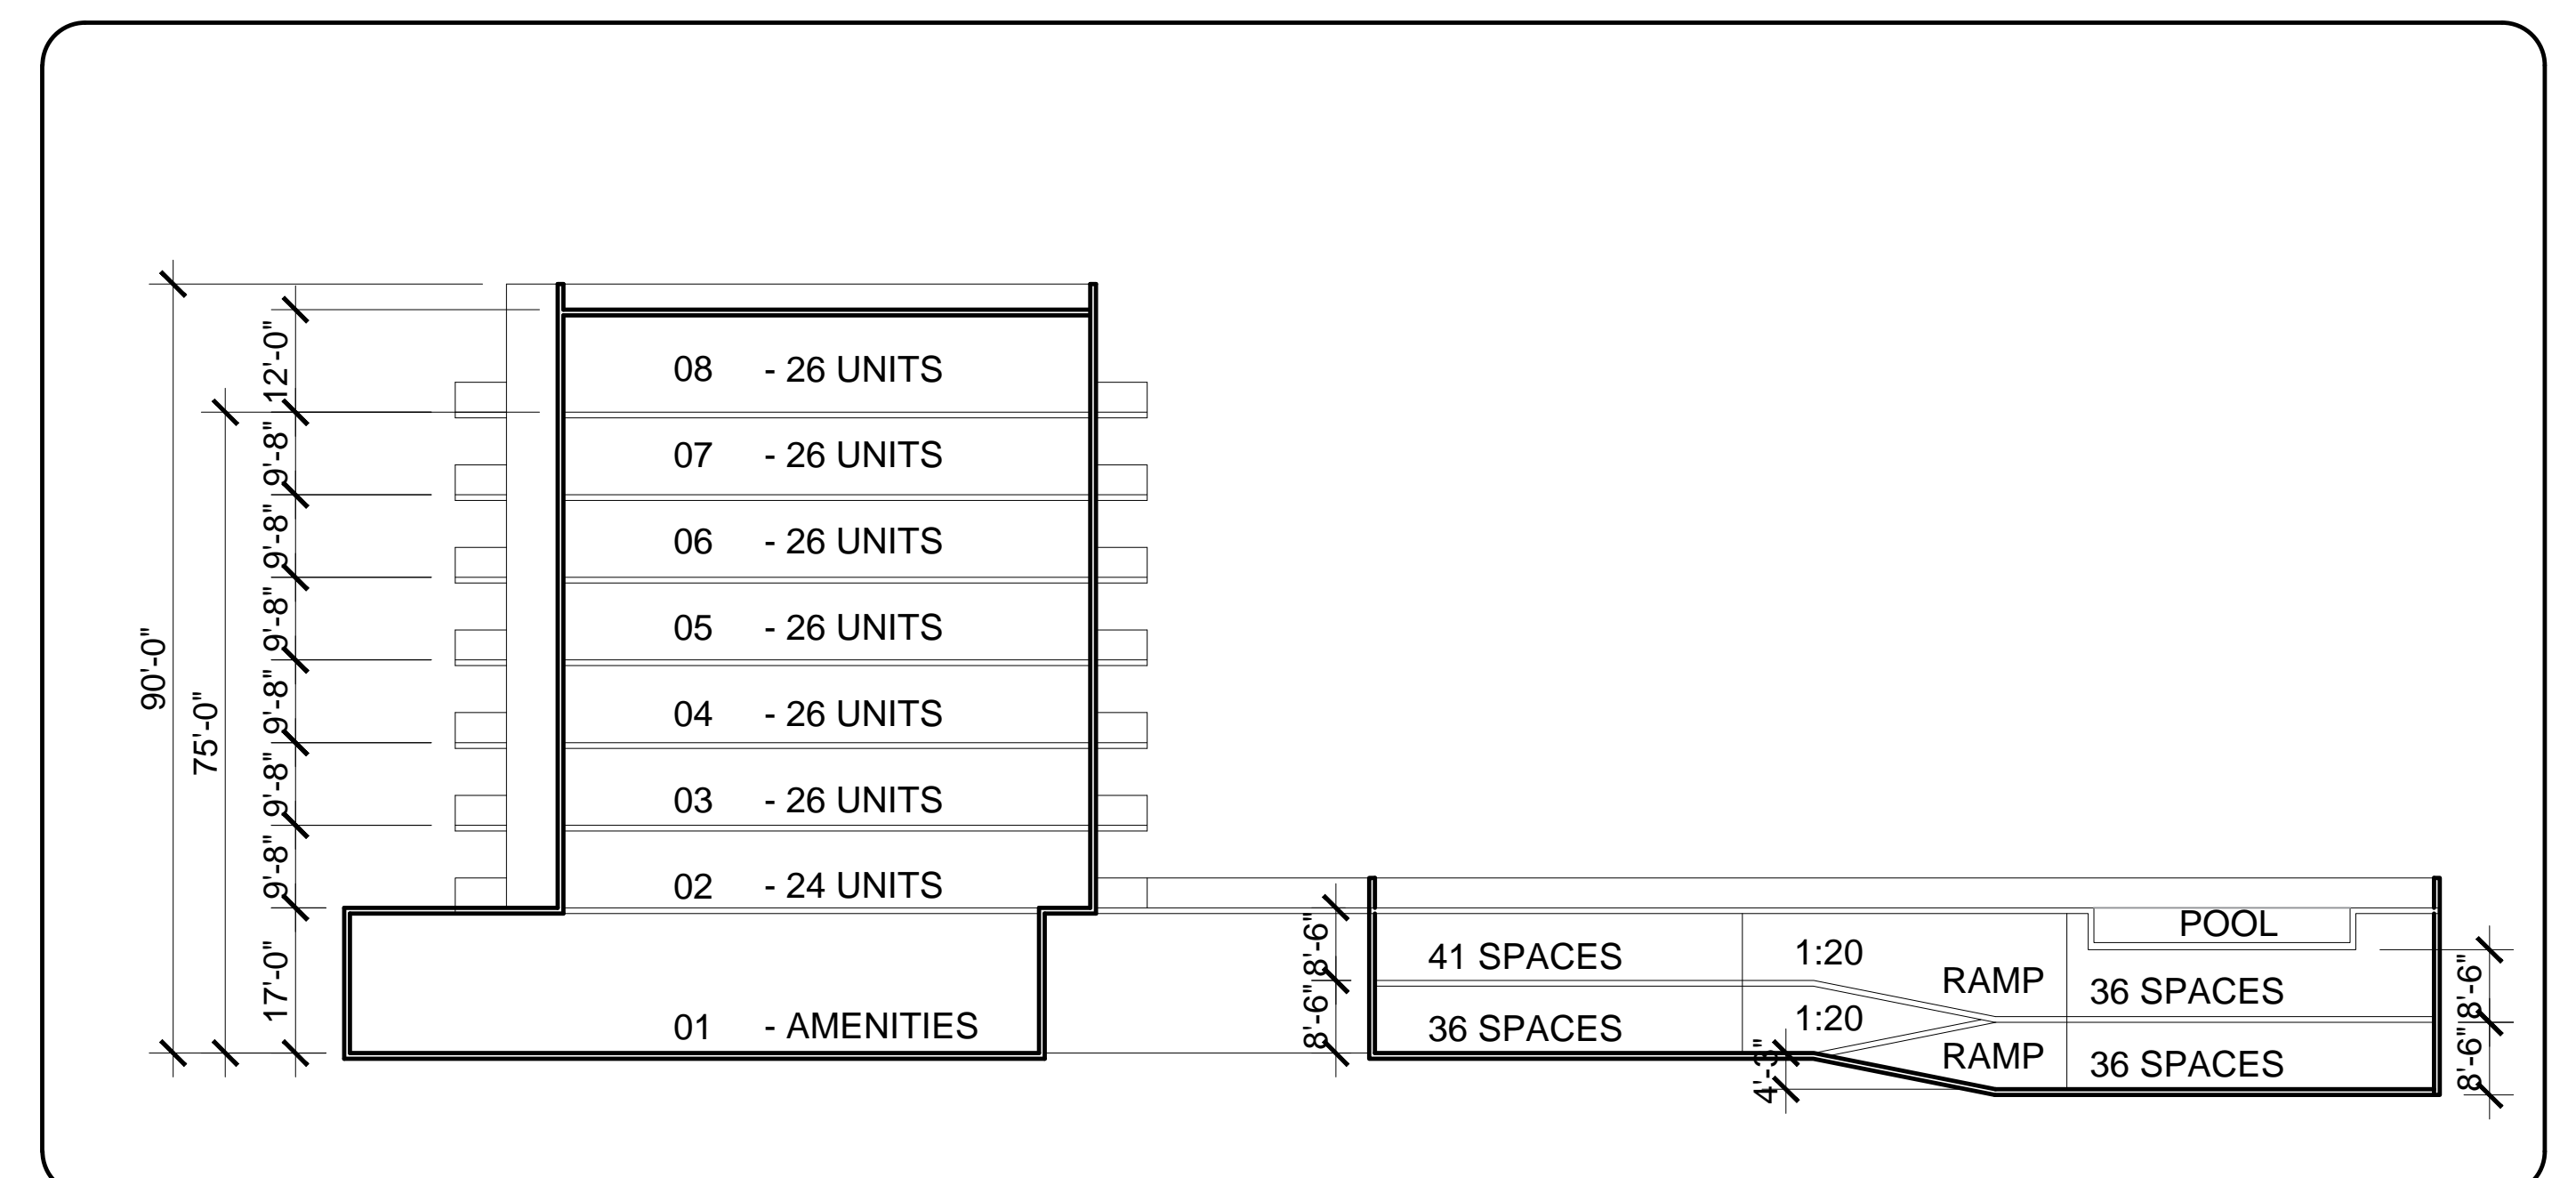 90'-0"
75'-0"
12'-0"
9'-8"
9'-8"
9'-8"
9'-8"
9'-8"
9'-8"
17'-0"
08 - 26 UNITS
07 - 26 UNITS
06 - 26 UNITS
05 - 26 UNITS
04 - 26 UNITS
03 - 26 UNITS
02 - 24 UNITS
01 - AMENITIES
8'-6"
8'-6"
41 SPACES
36 SPACES
1:20
1:20
4'-3"
RAMP
RAMP
POOL
36 SPACES
36 SPACES
8'-6"
8'-6"